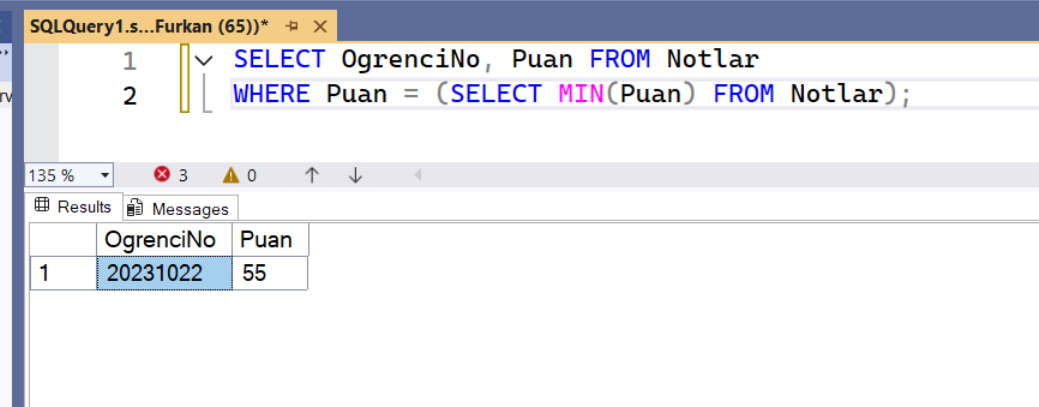 SQLQuery1.s...Furkan (65))*
1 SELECT OgrenciNo, Puan FROM Notlar
2 WHERE Puan = (SELECT MIN(Puan) FROM Notlar);
135 % 3 0
Results Messages
OgrenciNo Puan
1 20231022 55